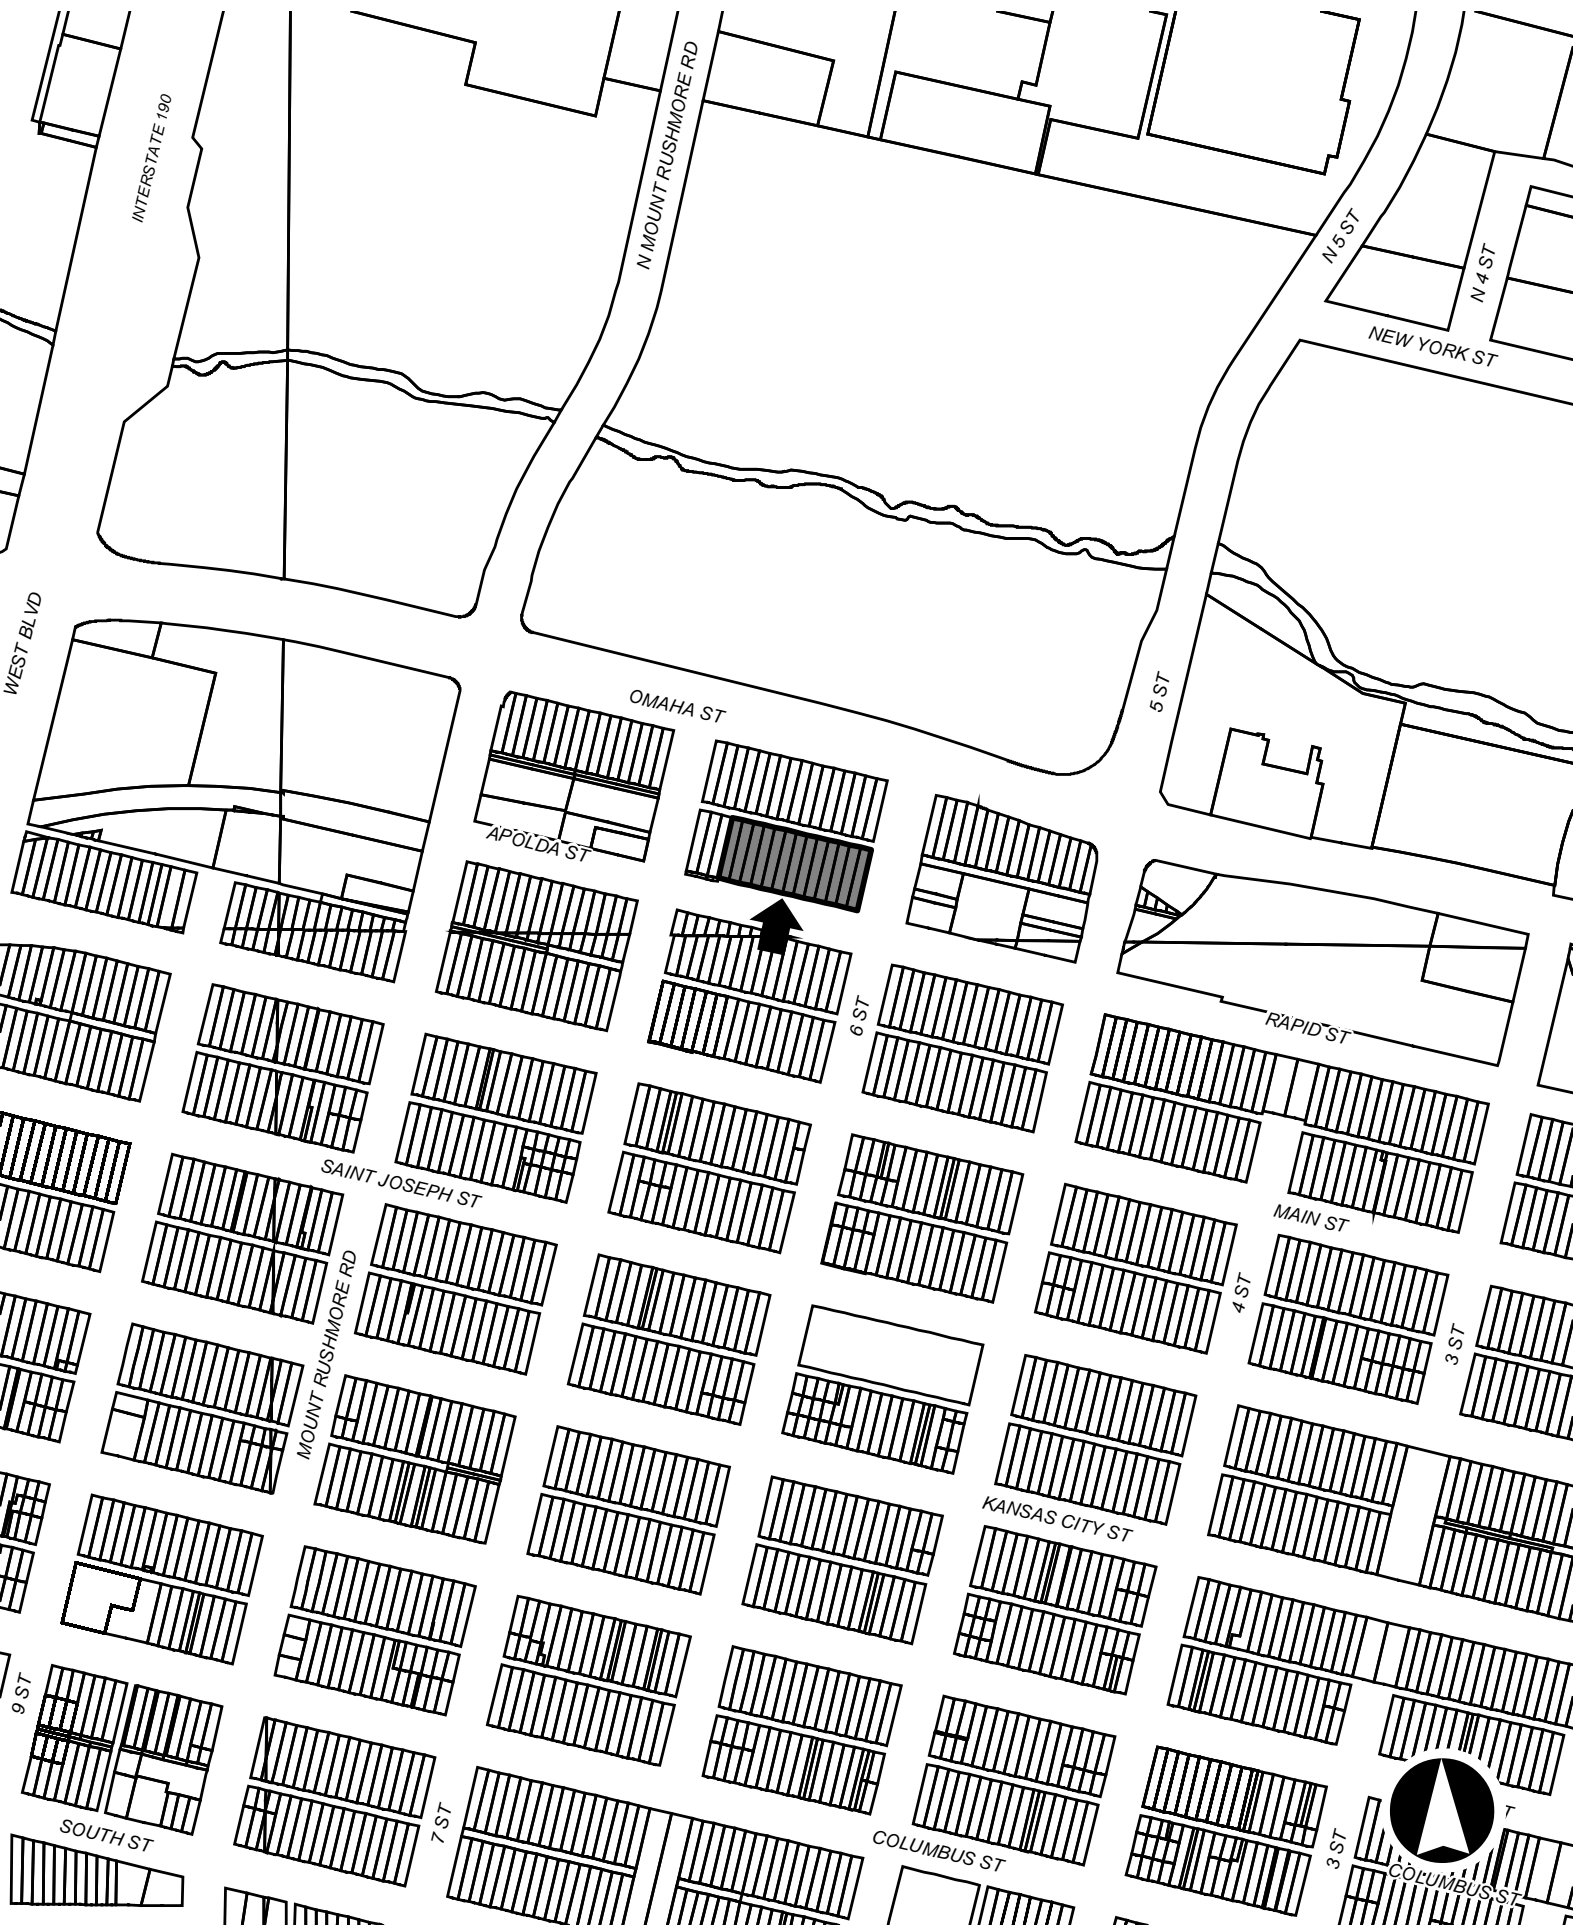 INTERSTATE 190
N MOUNT RUSHMORE RD
N 5 ST
N 4 ST
NEW YORK ST
WEST BLVD
OMAHA ST
5 ST
APOLDA ST
6 ST
RAPID ST
SAINT JOSEPH ST
MAIN ST
MOUNT RUSHMORE RD
4 ST
3 ST
KANSAS CITY ST
9 ST
SOUTH ST
7 ST
COLUMBUS ST
3 ST
COLUMBUS ST